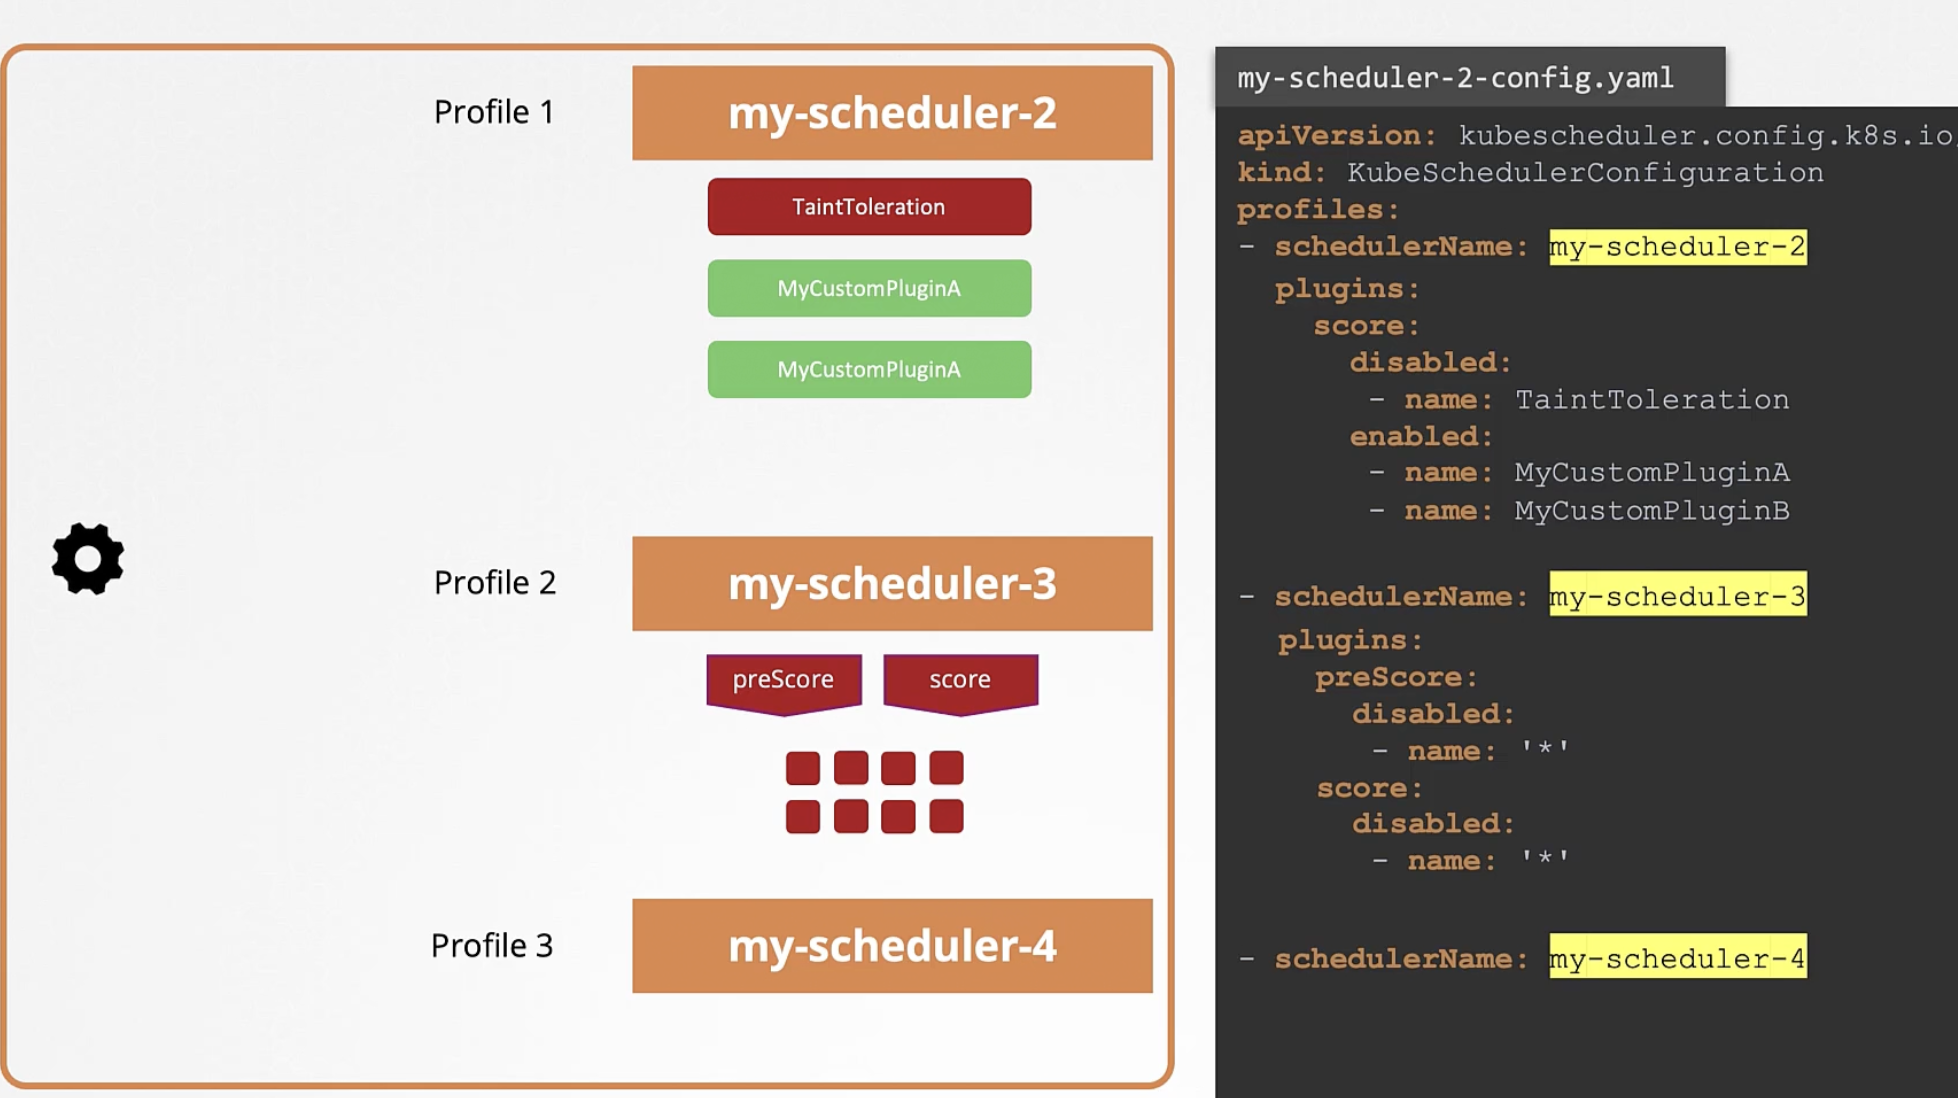 Profile 1
my-scheduler-2
TaintToleration
MyCustomPluginA
MyCustomPluginA
Profile 2
my-scheduler-3
preScore
score
Profile 3
my-scheduler-4
my-scheduler-2-config.yaml
apiVersion: kubescheduler.config.k8s.io
kind: KubeSchedulerConfiguration
profiles:
- schedulerName: my-scheduler-2
plugins:
score:
disabled:
- name: TaintToleration
enabled:
- name: MyCustomPluginA
- name: MyCustomPluginB
- schedulerName: my-scheduler-3
plugins:
preScore:
disabled:
- name: '*'
score:
disabled:
- name: '*'
- schedulerName: my-scheduler-4